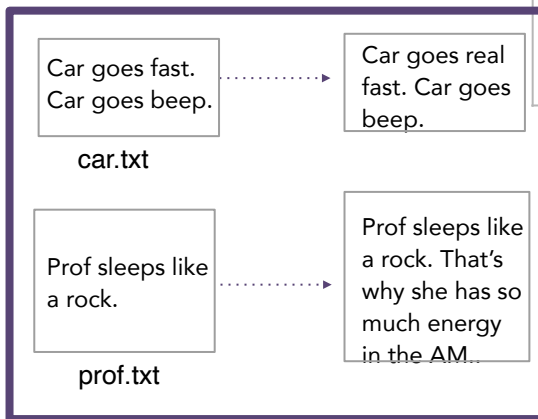 Car goes fast.
Car goes beep.
car.txt
Car goes real
fast. Car goes
beep.
Prof sleeps like
a rock.
prof.txt
Prof sleeps like
a rock. That’s
why she has so
much energy
in the AM..